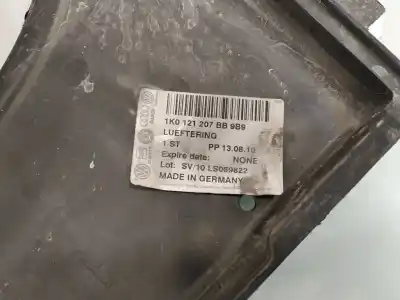 1K0 121 207 BB 9B9
LUEFTERING
1 ST PP 13.08.10
Expire date: NONE
Lot: SV/10 LS059627
MADE IN GERMANY